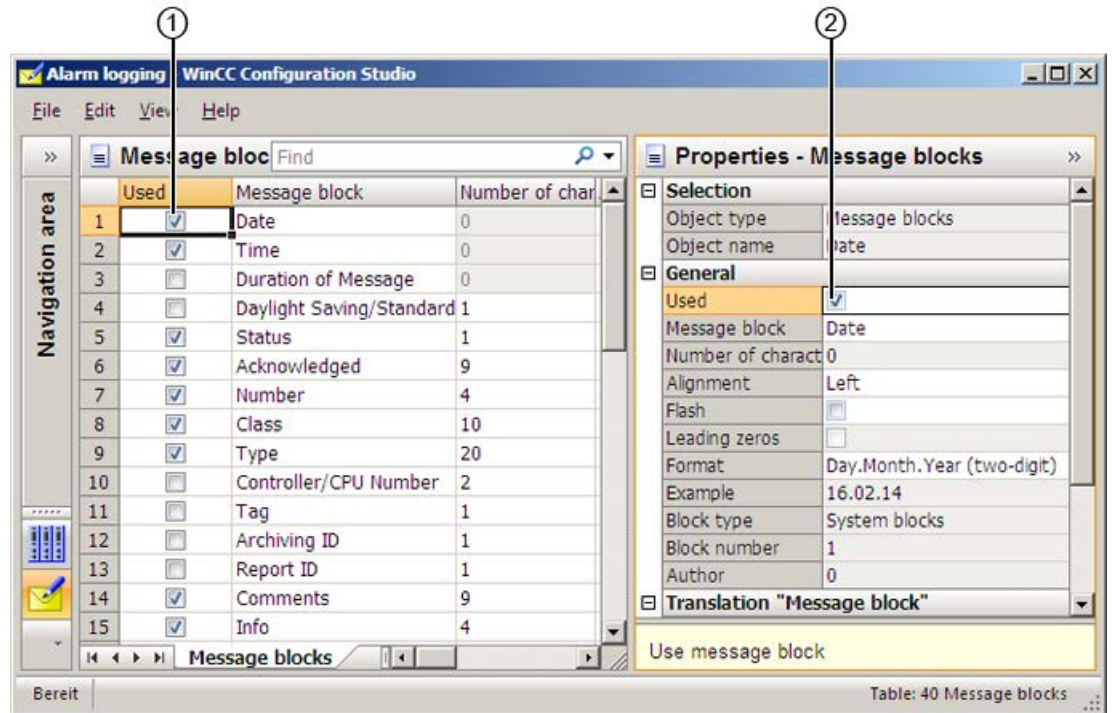 1 2
Alarm logging - WinCC Configuration Studio
File Edit View Help
Message bloc Find
Properties - Message blocks
Navigation area
Used Message block Number of char
1 Date 0
2 Time 0
3 Duration of Message 0
4 Daylight Saving/Standard 1
5 Status 1
6 Acknowledged 9
7 Number 4
8 Class 10
9 Type 20
10 Controller/CPU Number 2
11 Tag 1
12 Archiving ID 1
13 Report ID 1
14 Comments 9
15 Info 4
Message blocks
Selection
Object type Message blocks
Object name Date
General
Used
Message block Date
Number of charact 0
Alignment Left
Flash
Leading zeros
Format Day.Month.Year (two-digit)
Example 16.02.14
Block type System blocks
Block number 1
Author 0
Translation "Message block"
Use message block
Bereit Table: 40 Message blocks